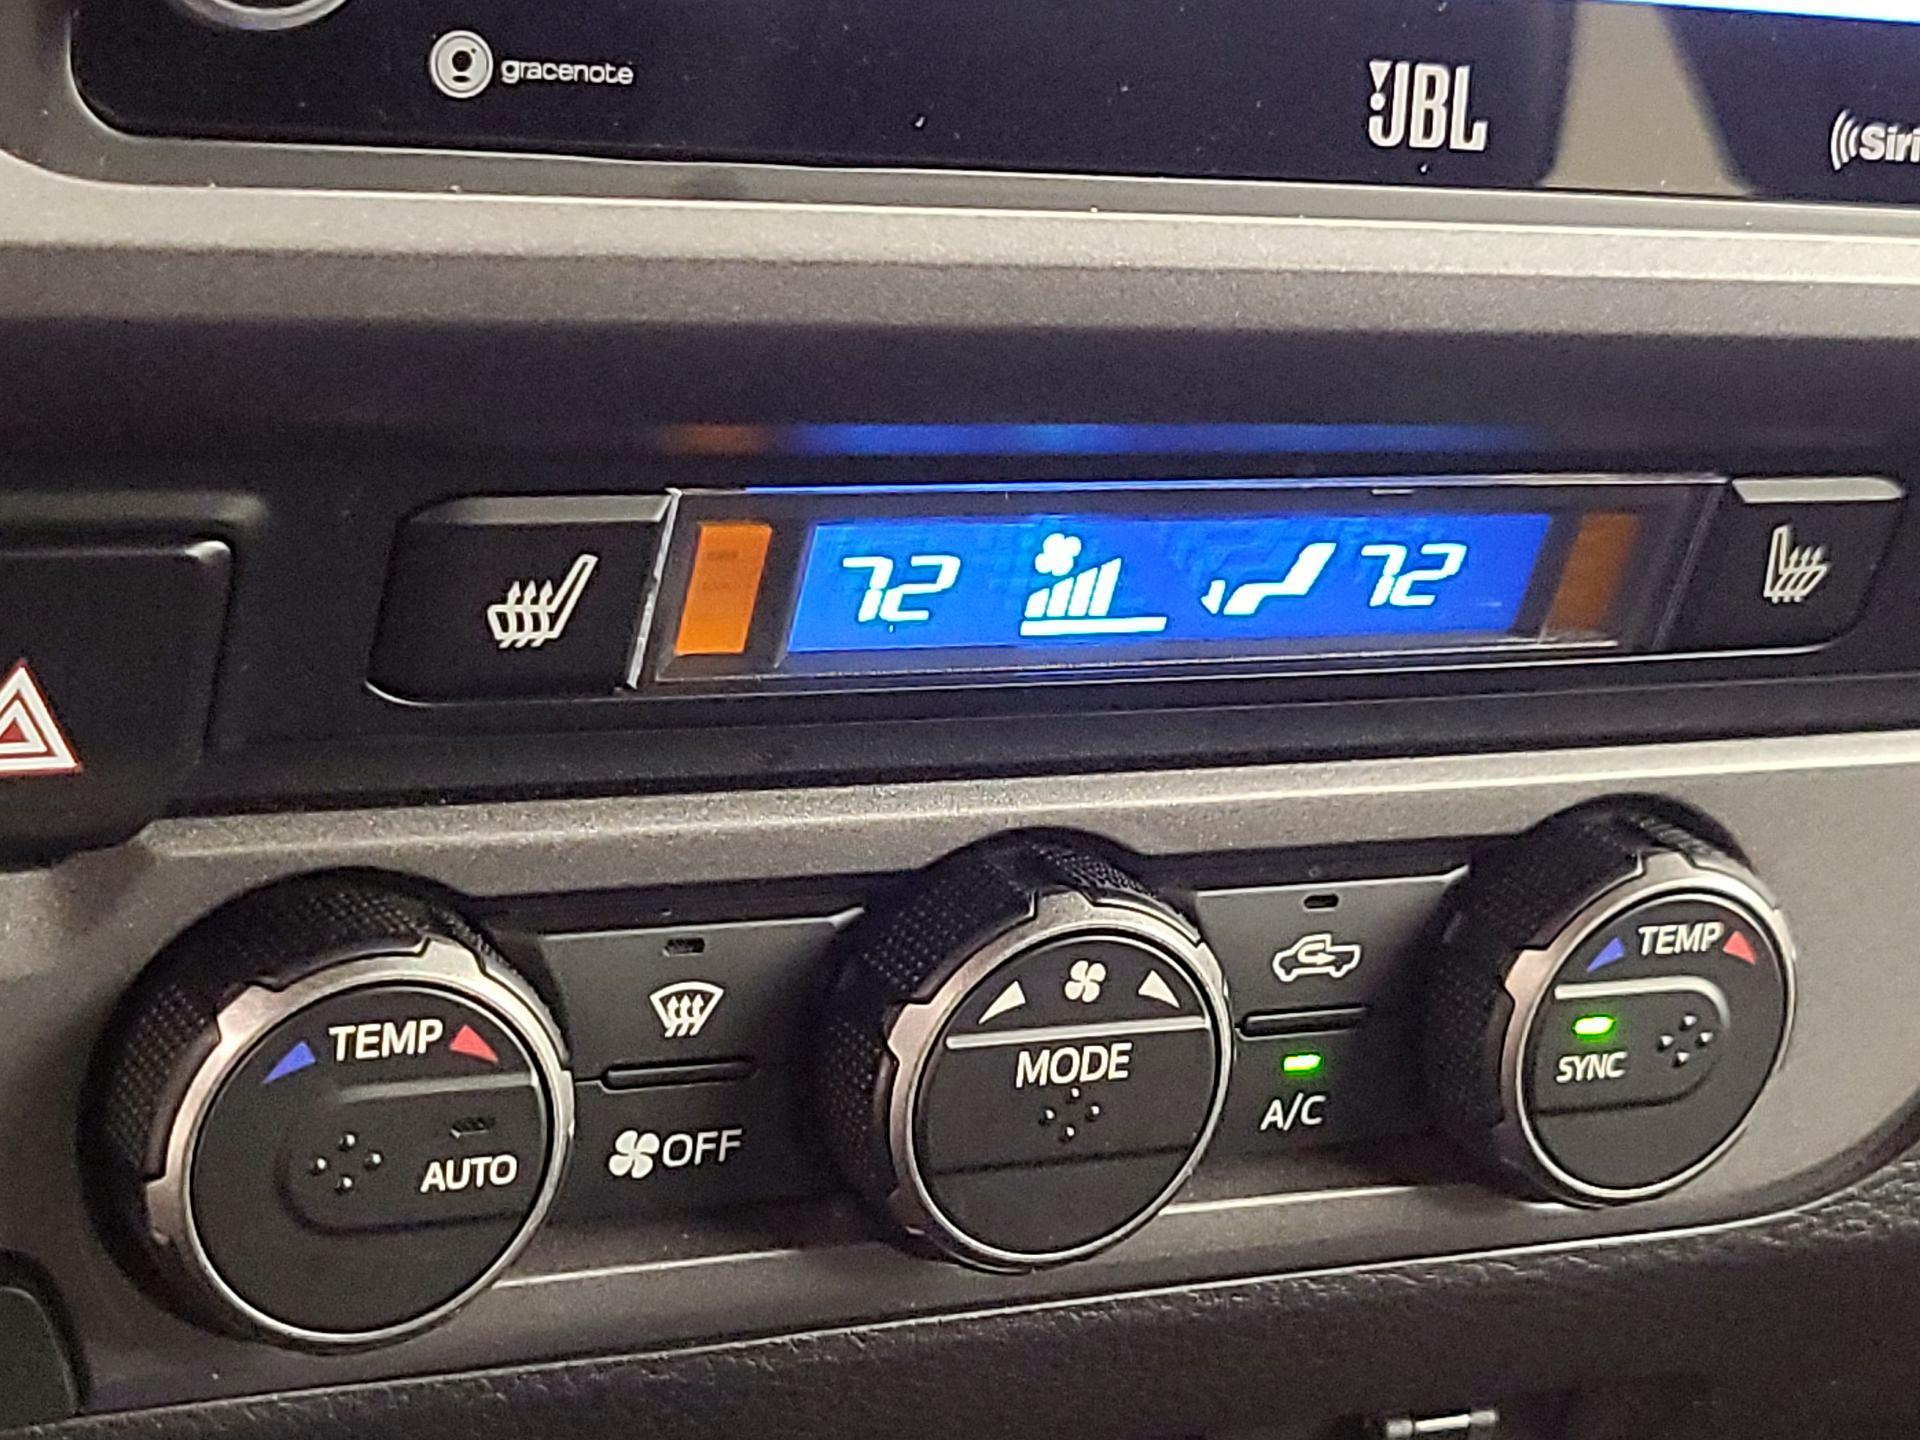 gracenote
JBL
72 72
TEMP
AUTO
OFF
MODE
A/C
TEMP
SYNC